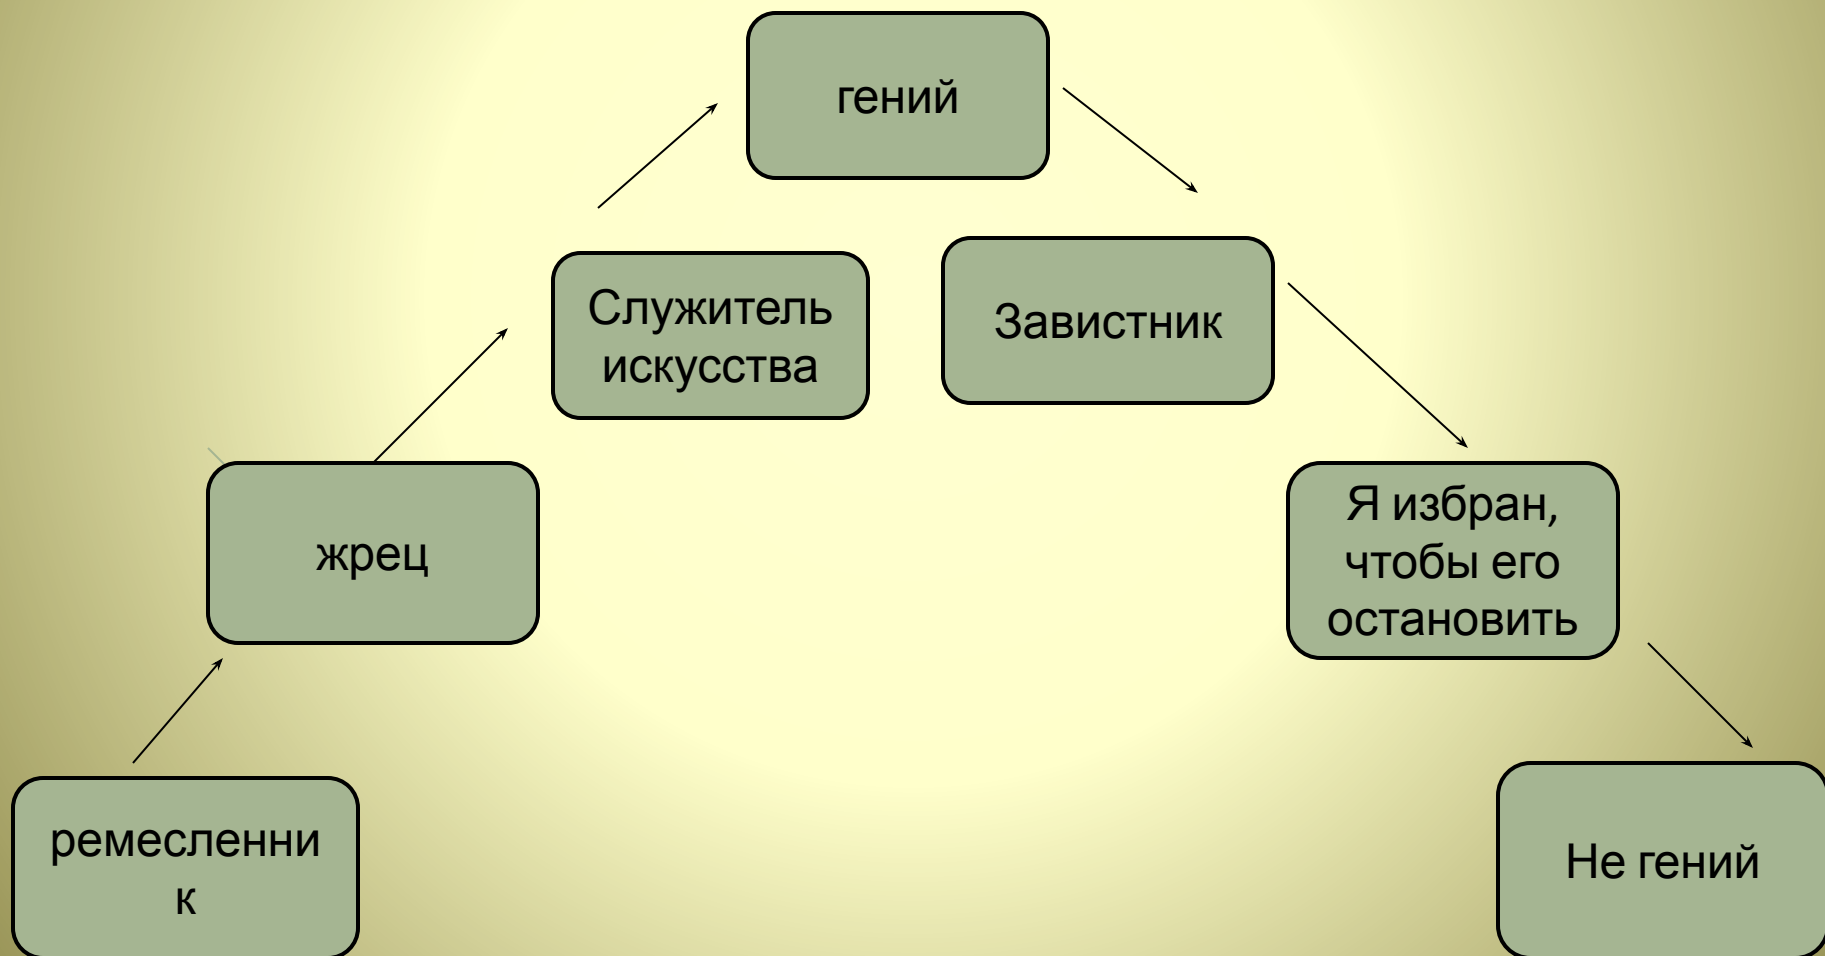 гений
Служитель
искусства
Завистник
жрец
Я избран,
чтобы его
остановить
ремесленни
к
Не гений